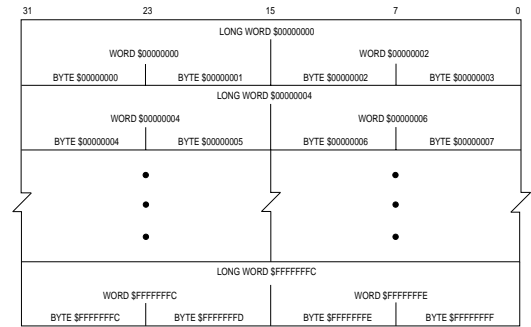 31 23 15 7 0
LONG WORD $00000000
WORD $00000000 WORD $00000002
BYTE $00000000 BYTE $00000001 BYTE $00000002 BYTE $00000003
LONG WORD $00000004
WORD $00000004 WORD $00000006
BYTE $00000004 BYTE $00000005 BYTE $00000006 BYTE $00000007
LONG WORD $FFFFFFFC
WORD $FFFFFFFC WORD $FFFFFFFE
BYTE $FFFFFFFC BYTE $FFFFFFFD BYTE $FFFFFFFE BYTE $FFFFFFFF